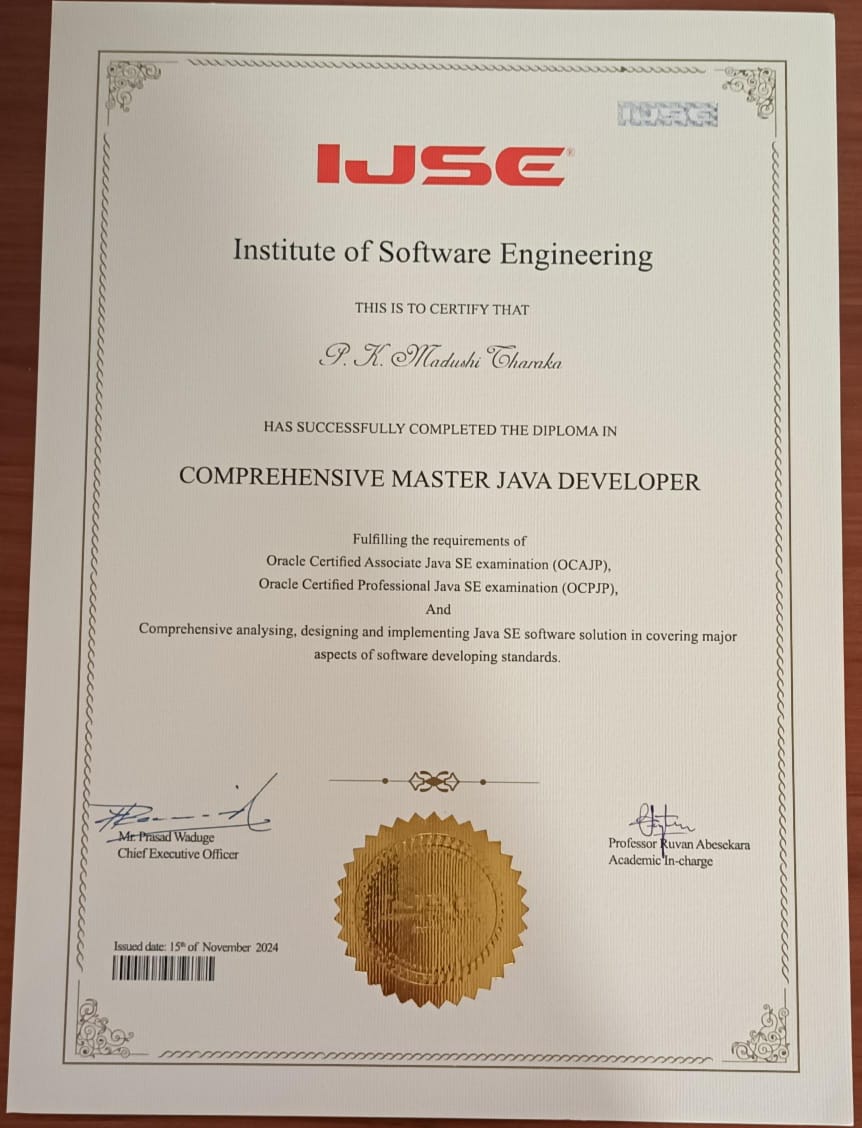 IJSE
IJSE®
Institute of Software Engineering
THIS IS TO CERTIFY THAT
P. K. Madushi Tharaka
HAS SUCCESSFULLY COMPLETED THE DIPLOMA IN
COMPREHENSIVE MASTER JAVA DEVELOPER
Fulfilling the requirements of
Oracle Certified Associate Java SE examination (OCAJP),
Oracle Certified Professional Java SE examination (OCPJP),
And
Comprehensive analysing, designing and implementing Java SE software solution in covering major
aspects of software developing standards.
Mr. Prasad Waduge
Chief Executive Officer
Professor Ruvan Abesekara
Academic In-charge
Issued date: 15th of November 2024